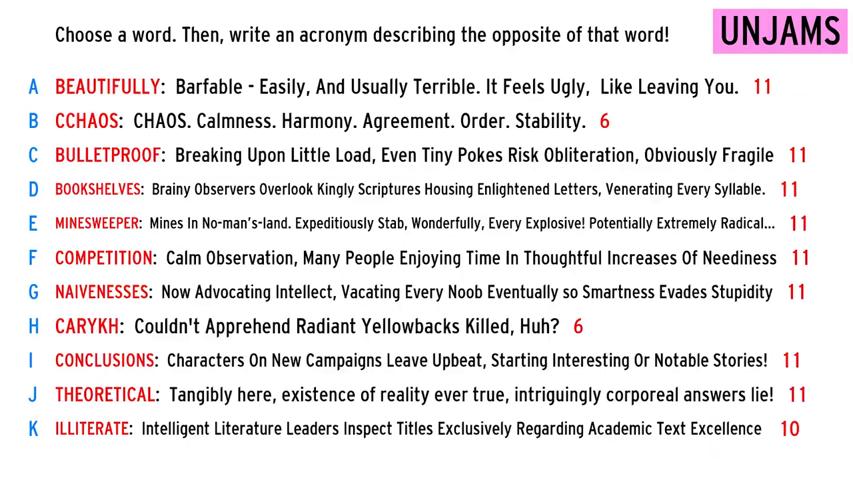 Choose a word. Then, write an acronym describing the opposite of that word!
UNJAMS
A BEAUTIFULLY: Barfable - Easily, And Usually Terrible. It Feels Ugly, Like Leaving You. 11
B CCHAOS: CHAOS. Calmness. Harmony. Agreement. Order. Stability. 6
C BULLETPROOF: Breaking Upon Little Load, Even Tiny Pokes Risk Obliteration, Obviously Fragile 11
D BOOKSHELVES: Brainy Observers Overlook Kingly Scriptures Housing Enlightened Letters, Venerating Every Syllable. 11
E MINESWEEPER: Mines In No-man's-land. Expeditiously Stab, Wonderfully, Every Explosive! Potentially Extremely Radical... 11
F COMPETITION: Calm Observation, Many People Enjoying Time In Thoughtful Increases Of Neediness 11
G NAIVENESSES: Now Advocating Intellect, Vacating Every Noob Eventually so Smartness Evades Stupidity 11
H CARYKH: Couldn't Apprehend Radiant Yellowbacks Killed, Huh? 6
I CONCLUSIONS: Characters On New Campaigns Leave Upbeat, Starting Interesting Or Notable Stories! 11
J THEORETICAL: Tangibly here, existence of reality ever true, intriguingly corporeal answers lie! 11
K ILLITERATE: Intelligent Literature Leaders Inspect Titles Exclusively Regarding Academic Text Excellence 10